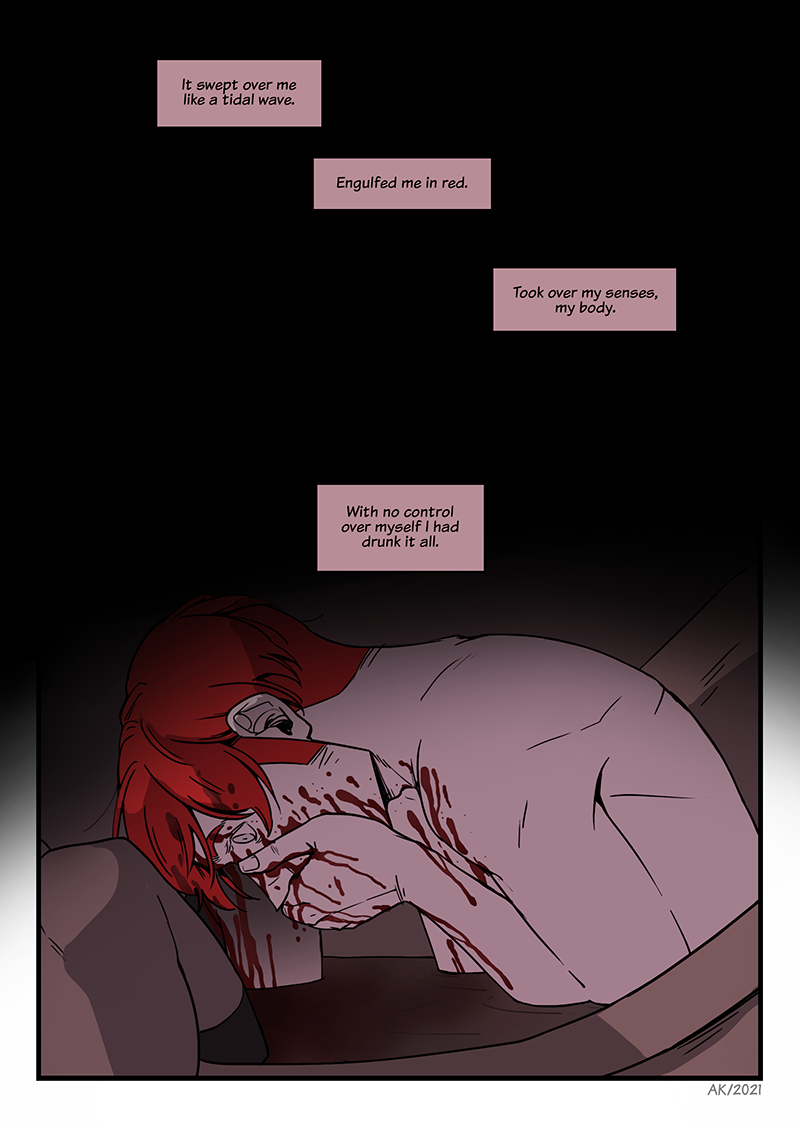 It swept over me
like a tidal wave.
Engulfed me in red.
Took over my senses,
my body.
With no control
over myself I had
drunk it all.
AK/2021